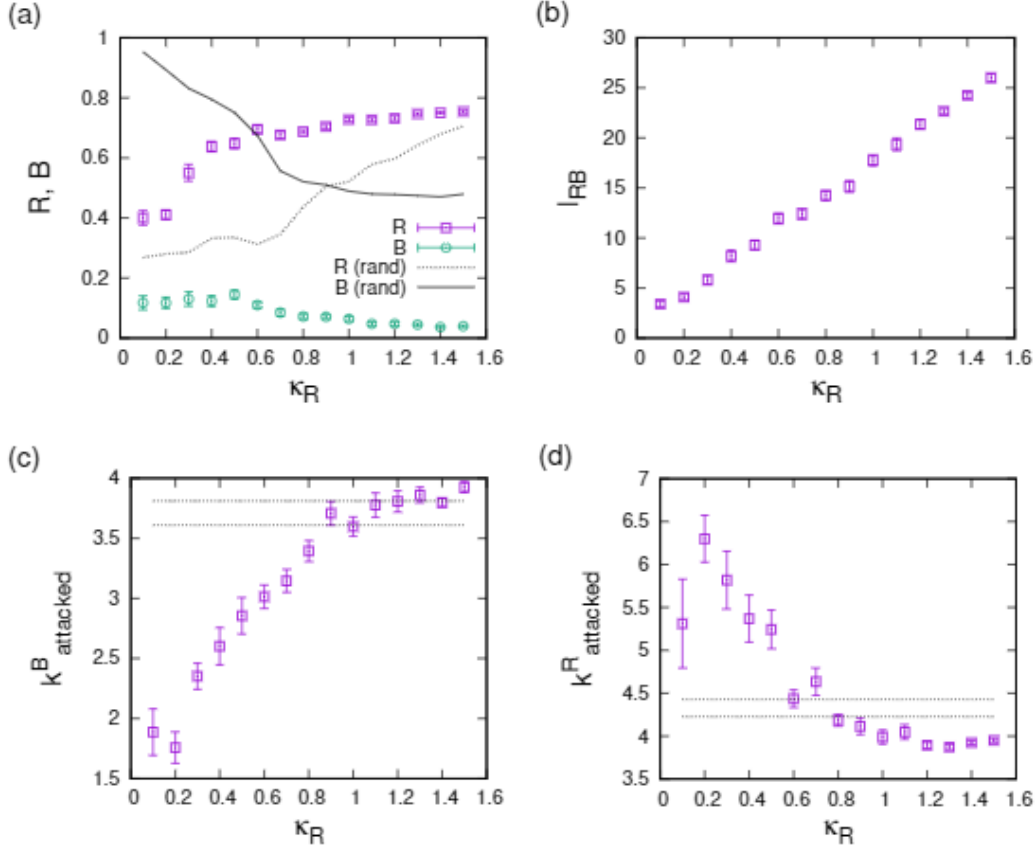 (a)
1
0.8
0.6
0.4
0.2
0
R, B
R
B
R (rand)
B (rand)
0 0.2 0.4 0.6 0.8 1 1.2 1.4 1.6
κR
(b)
30
25
20
15
10
5
0
IRB
0 0.2 0.4 0.6 0.8 1 1.2 1.4 1.6
κR
(c)
4
3.5
3
2.5
2
1.5
kB attacked
0 0.2 0.4 0.6 0.8 1 1.2 1.4 1.6
κR
(d)
7
6.5
6
5.5
5
4.5
4
3.5
kR attacked
0 0.2 0.4 0.6 0.8 1 1.2 1.4 1.6
κR